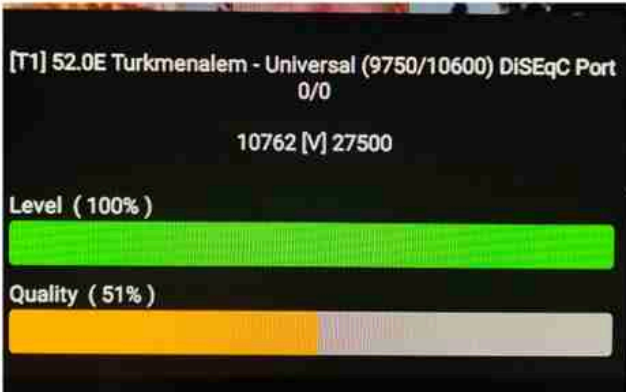 [T1] 52.0E Turkmenalem - Universal (9750/10600) DiSEqC Port
0/0
10762 [V] 27500
Level ( 100% )
Quality ( 51% )